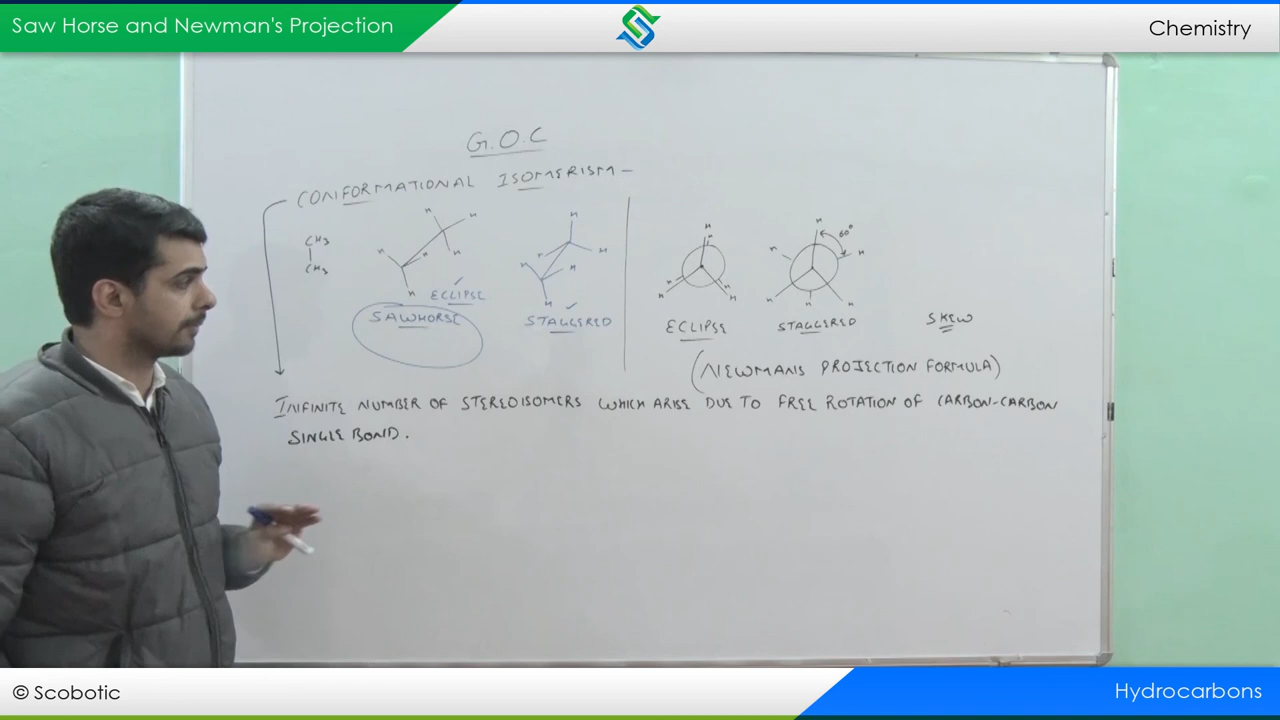 Saw Horse and Newman's Projection
Chemistry
G.O.C
CONFORMATIONAL ISOMERISM -
CH3
CH3
H
H
H
H
H
H
ECLIPSE
SAWHORSE
H
H
H
H
H
H
STAGGERED
H
H
H
H
H
H
ECLIPSE
H
60°
H
H
H
H
H
STAGGERED
SKEW
(NEWMANS PROJECTION FORMULA)
INIFINITE NUMBER OF STEREOISOMERS WHICH ARISE DUE TO FREE ROTATION OF CARBON-CARBON
SINGLE BOND.
© Scobotic
Hydrocarbons